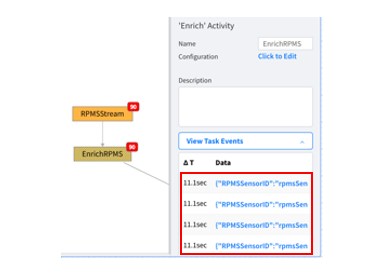 'Enrich' Activity
Name
EnrichRPMS
Configuration
Click to Edit
Description
90
RPMSStream
90
EnrichRPMS
View Task Events
Δ T Data
11.1sec {"RPMSSensorID":"rpmsSen
11.1sec {"RPMSSensorID":"rpmsSen
11.1sec {"RPMSSensorID":"rpmsSen
11.1sec {"RPMSSensorID":"rpmsSen